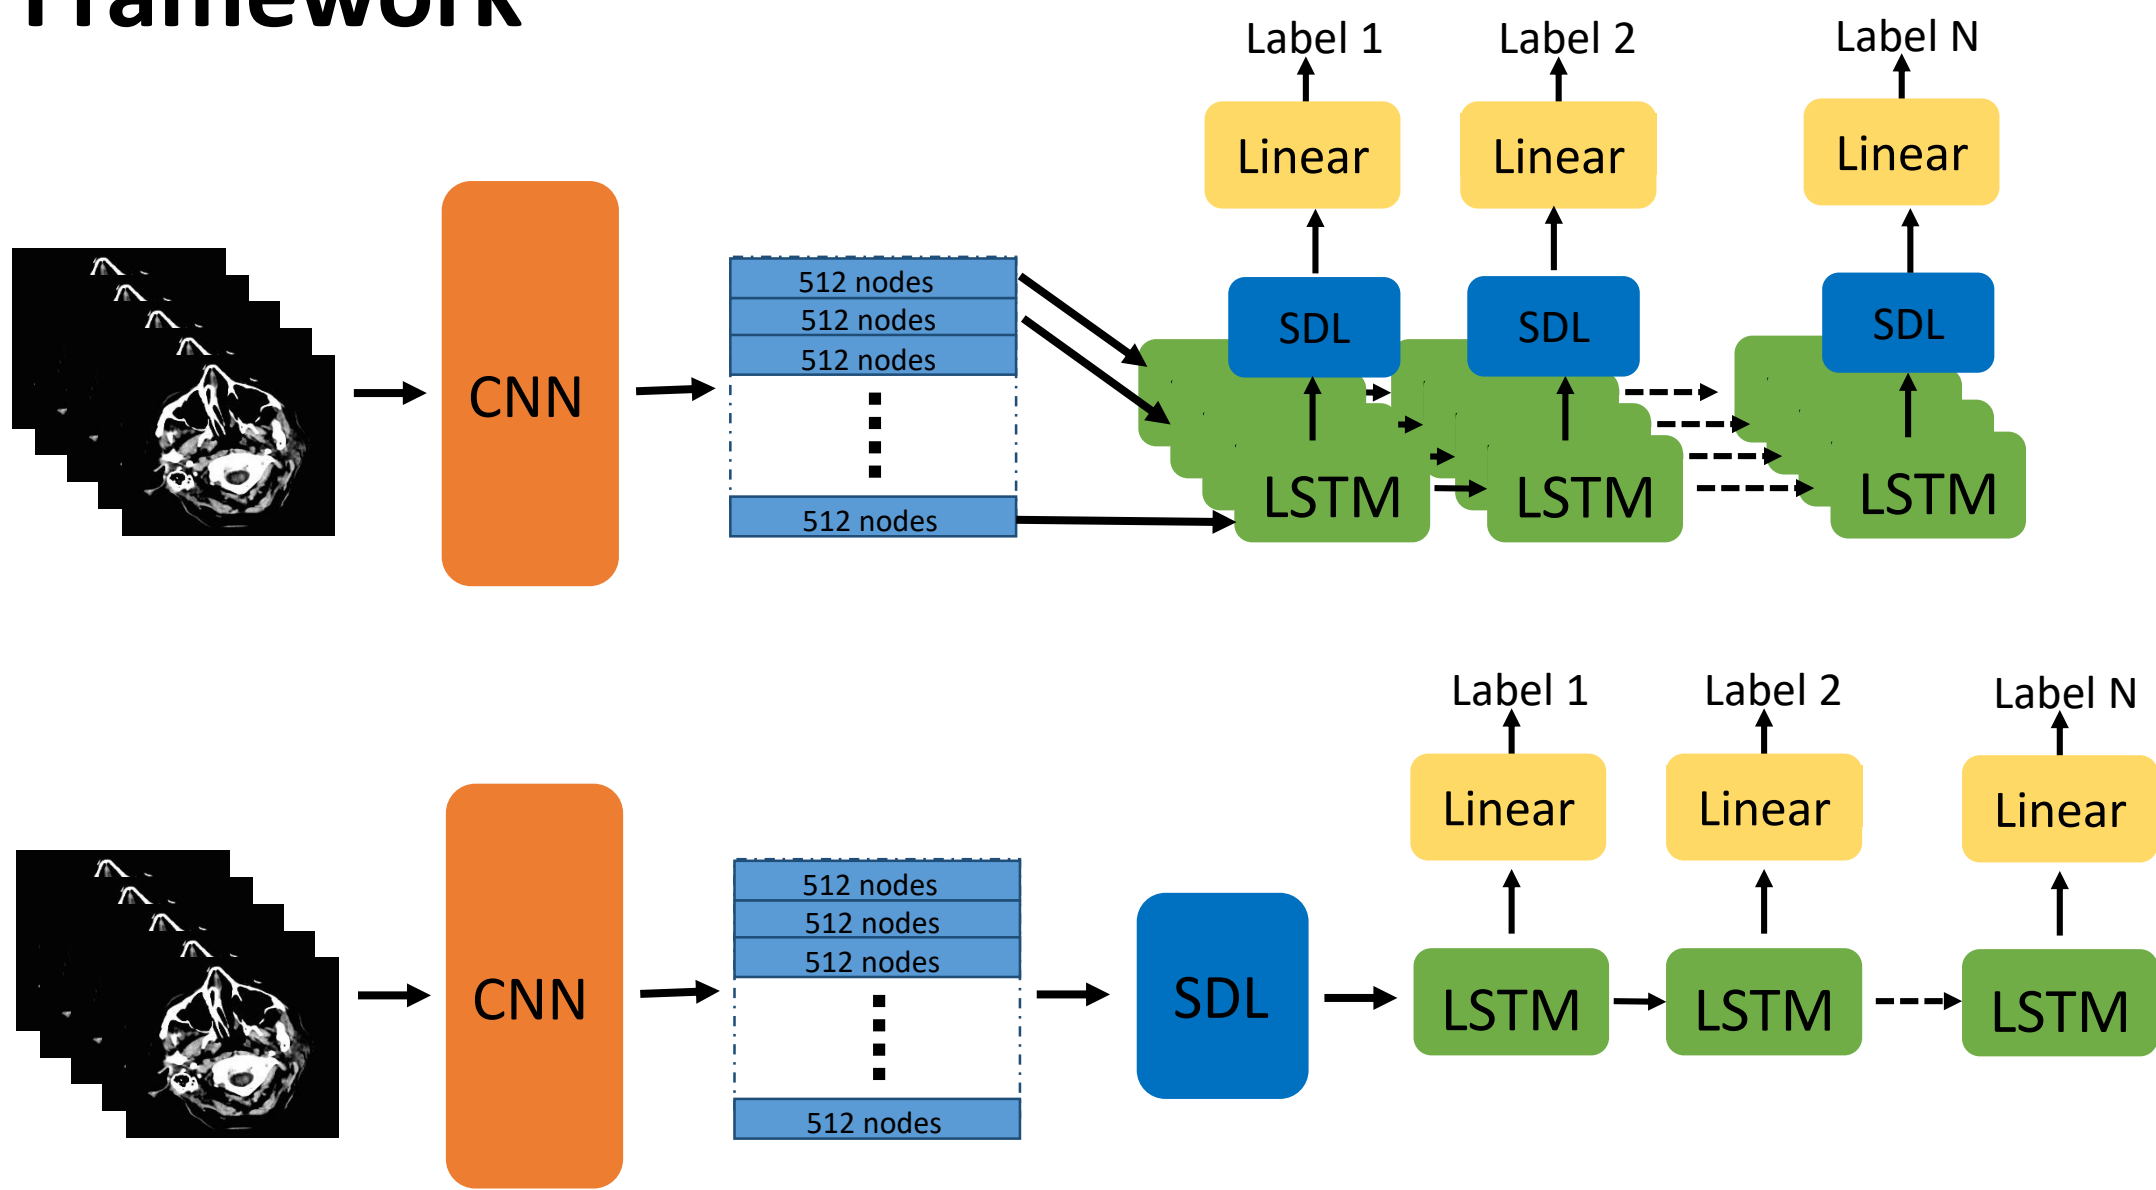 Framework
Label 1 Label 2 Label N
Linear Linear Linear
512 nodes
512 nodes
512 nodes
512 nodes
SDL SDL SDL
CNN
LSTM LSTM LSTM
Label 1 Label 2 Label N
Linear Linear Linear
512 nodes
512 nodes
512 nodes
512 nodes
CNN
SDL
LSTM LSTM LSTM